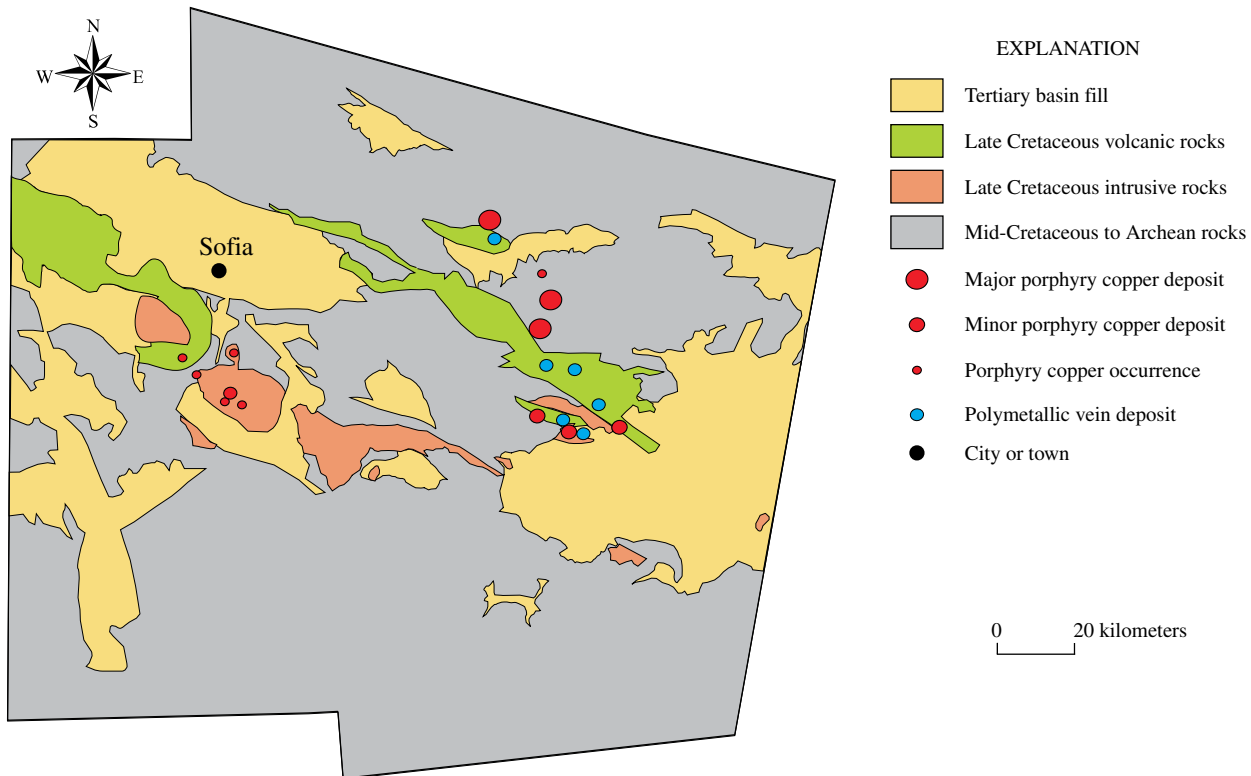 N
W E
S
Sofia
EXPLANATION
Tertiary basin fill
Late Cretaceous volcanic rocks
Late Cretaceous intrusive rocks
Mid-Cretaceous to Archean rocks
Major porphyry copper deposit
Minor porphyry copper deposit
Porphyry copper occurrence
Polymetallic vein deposit
City or town
0 20 kilometers